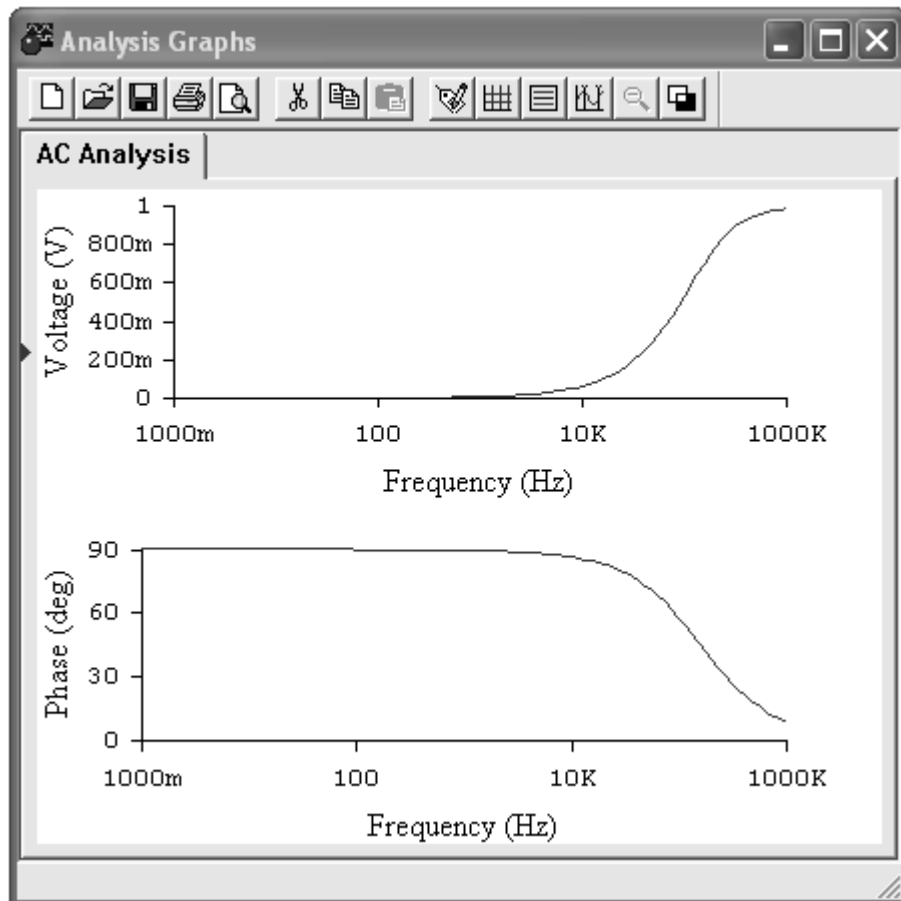 Analysis Graphs
AC Analysis
Voltage (V)
1
800m
600m
400m
200m
0
1000m 100 10K 1000K
Frequency (Hz)
Phase (deg)
90
60
30
0
1000m 100 10K 1000K
Frequency (Hz)